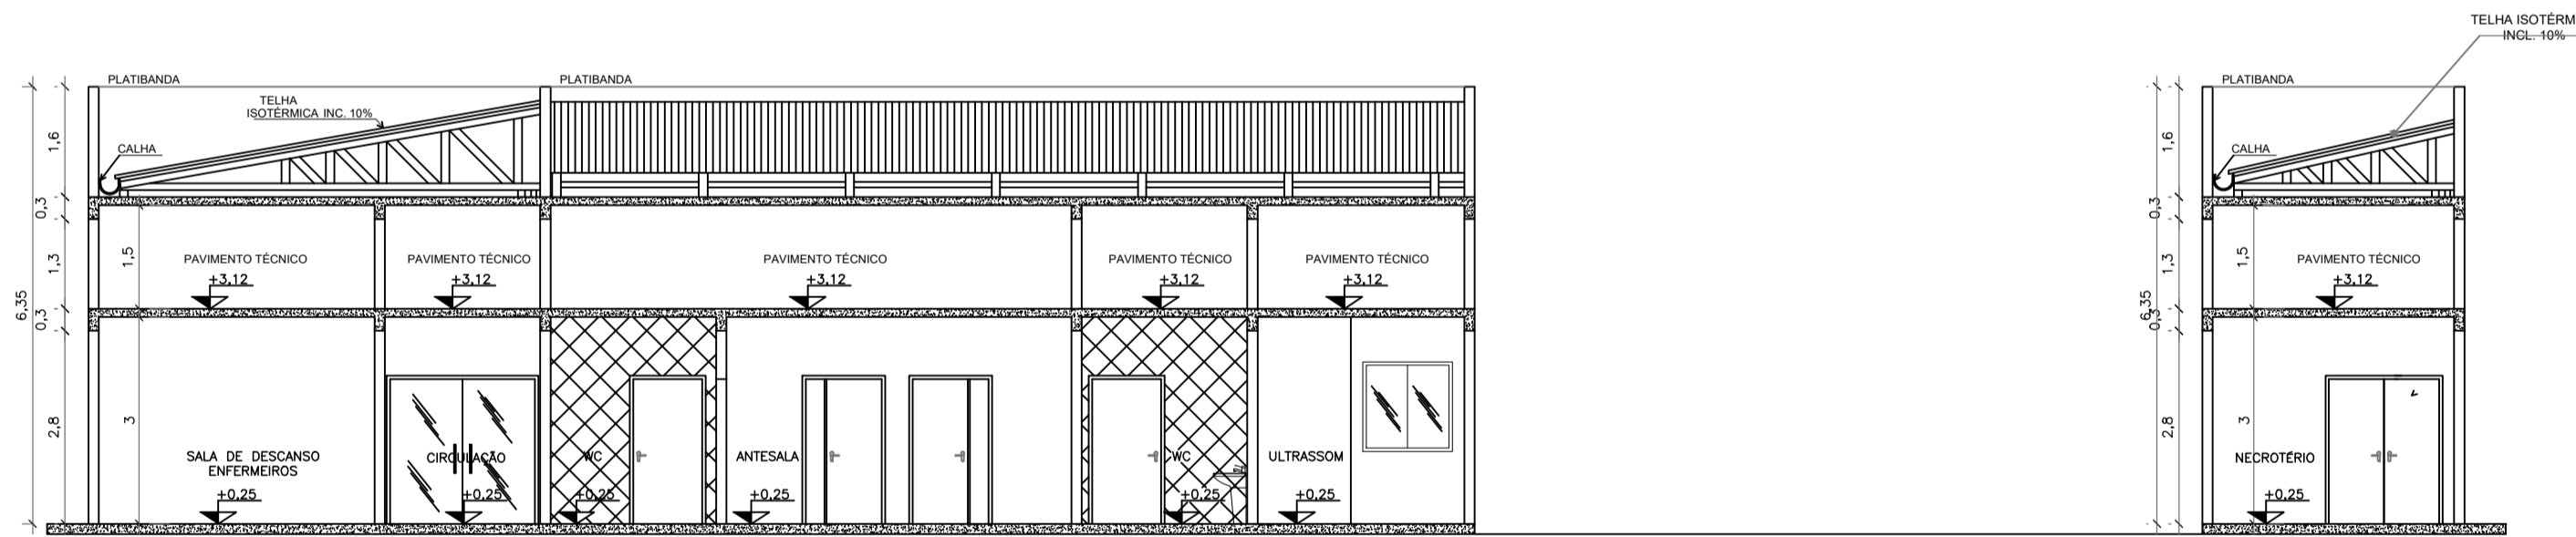 TELHA ISOTÉRM
INCL. 10%
PLATIBANDA
PLATIBANDA
PLATIBANDA
TELHA
ISOTÉRMICA INC. 10%
CALHA
CALHA
1,6
0,3
1,3
0,3
2,8
6,35
1,5
3
PAVIMENTO TÉCNICO
+3,12
PAVIMENTO TÉCNICO
+3,12
PAVIMENTO TÉCNICO
+3,12
PAVIMENTO TÉCNICO
+3,12
PAVIMENTO TÉCNICO
+3,12
1,6
0,3
1,3
0,3
2,8
6,35
1,5
3
PAVIMENTO TÉCNICO
+3,12
SALA DE DESCANSO
ENFERMEIROS
+0,25
CIRCULAÇÃO
+0,25
WC
+0,25
ANTESALA
+0,25
WC
+0,25
ULTRASSOM
+0,25
NECROTÉRIO
+0,25